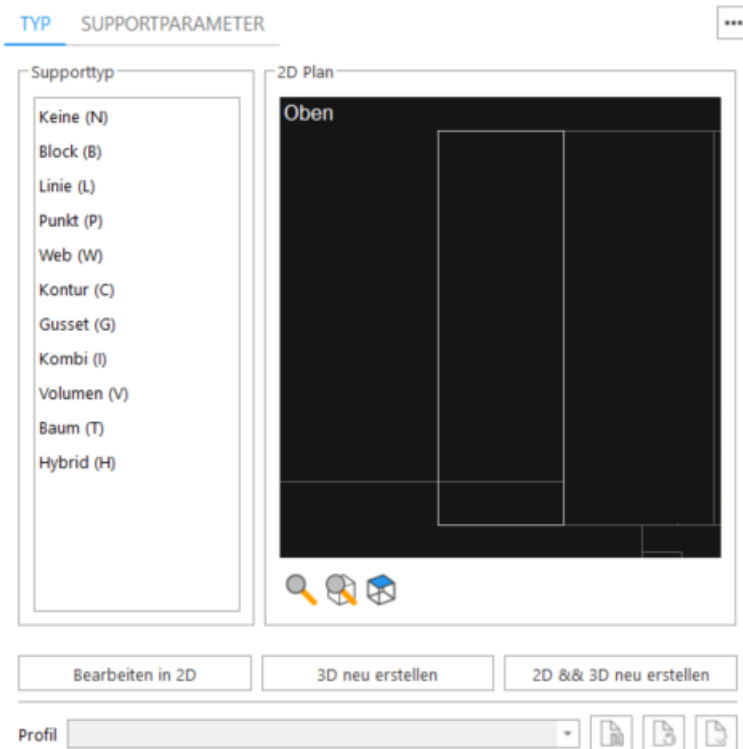 TYP SUPPORTPARAMETER
Supporttyp
Keine (N)
Block (B)
Linie (L)
Punkt (P)
Web (W)
Kontur (C)
Gusset (G)
Kombi (I)
Volumen (V)
Baum (T)
Hybrid (H)
2D Plan
Oben
Bearbeiten in 2D 3D neu erstellen 2D && 3D neu erstellen
Profil